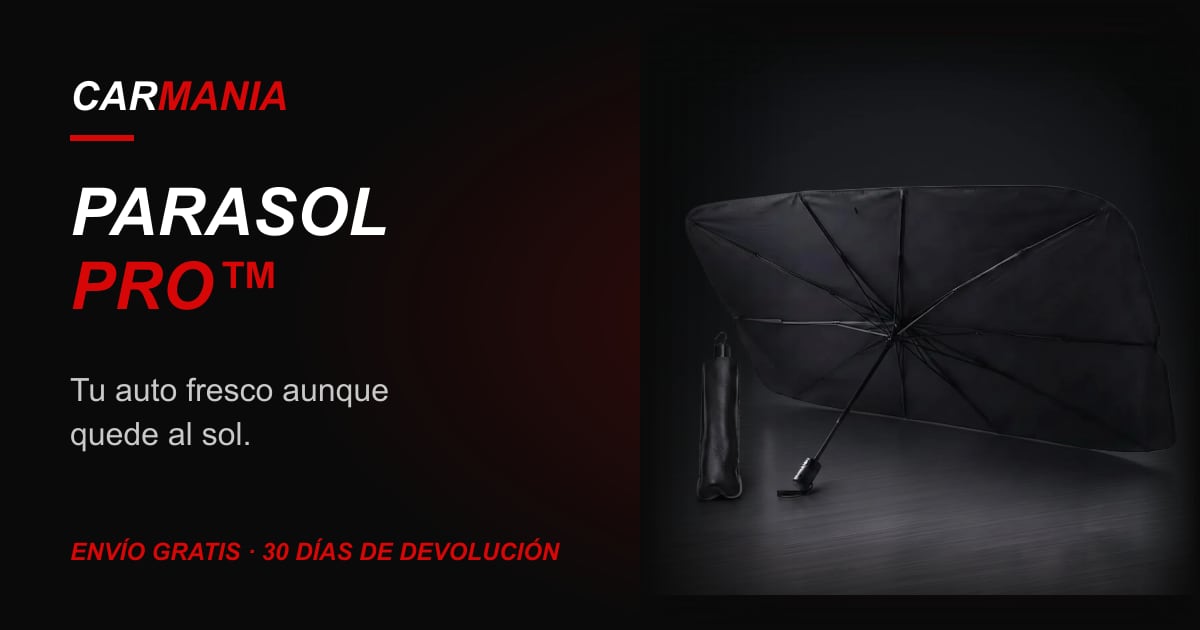 CARMANIA
PARASOL
PRO™
Tu auto fresco aunque
quede al sol.
ENVÍO GRATIS · 30 DÍAS DE DEVOLUCIÓN